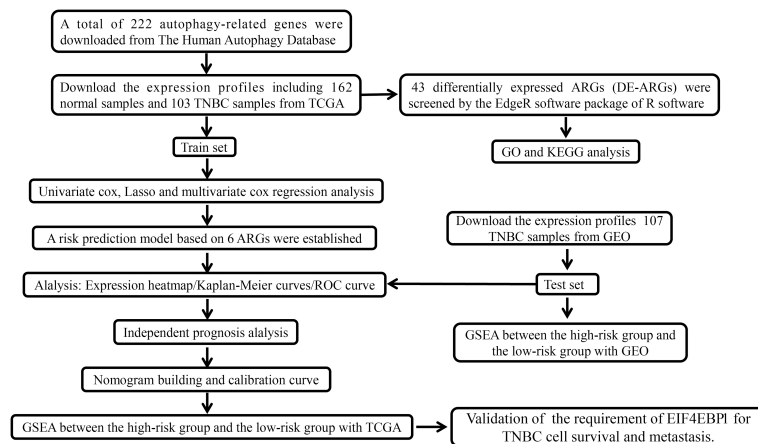 A total of 222 autophagy-related genes were
downloaded from The Human Autophagy Database
Download the expression profiles including 162
normal samples and 103 TNBC samples from TCGA
43 differentially expressed ARGs (DE-ARGs) were
screened by the EdgeR software package of R software
Train set
GO and KEGG analysis
Univariate cox, Lasso and multivariate cox regression analysis
A risk prediction model based on 6 ARGs were established
Download the expression profiles 107
TNBC samples from GEO
Alalysis: Expression heatmap/Kaplan-Meier curves/ROC curve
Test set
Independent prognosis alalysis
GSEA between the high-risk group and
the low-risk group with GEO
Nomogram building and calibration curve
GSEA between the high-risk group and the low-risk group with TCGA
Validation of the requirement of EIF4EBPl for
TNBC cell survival and metastasis.